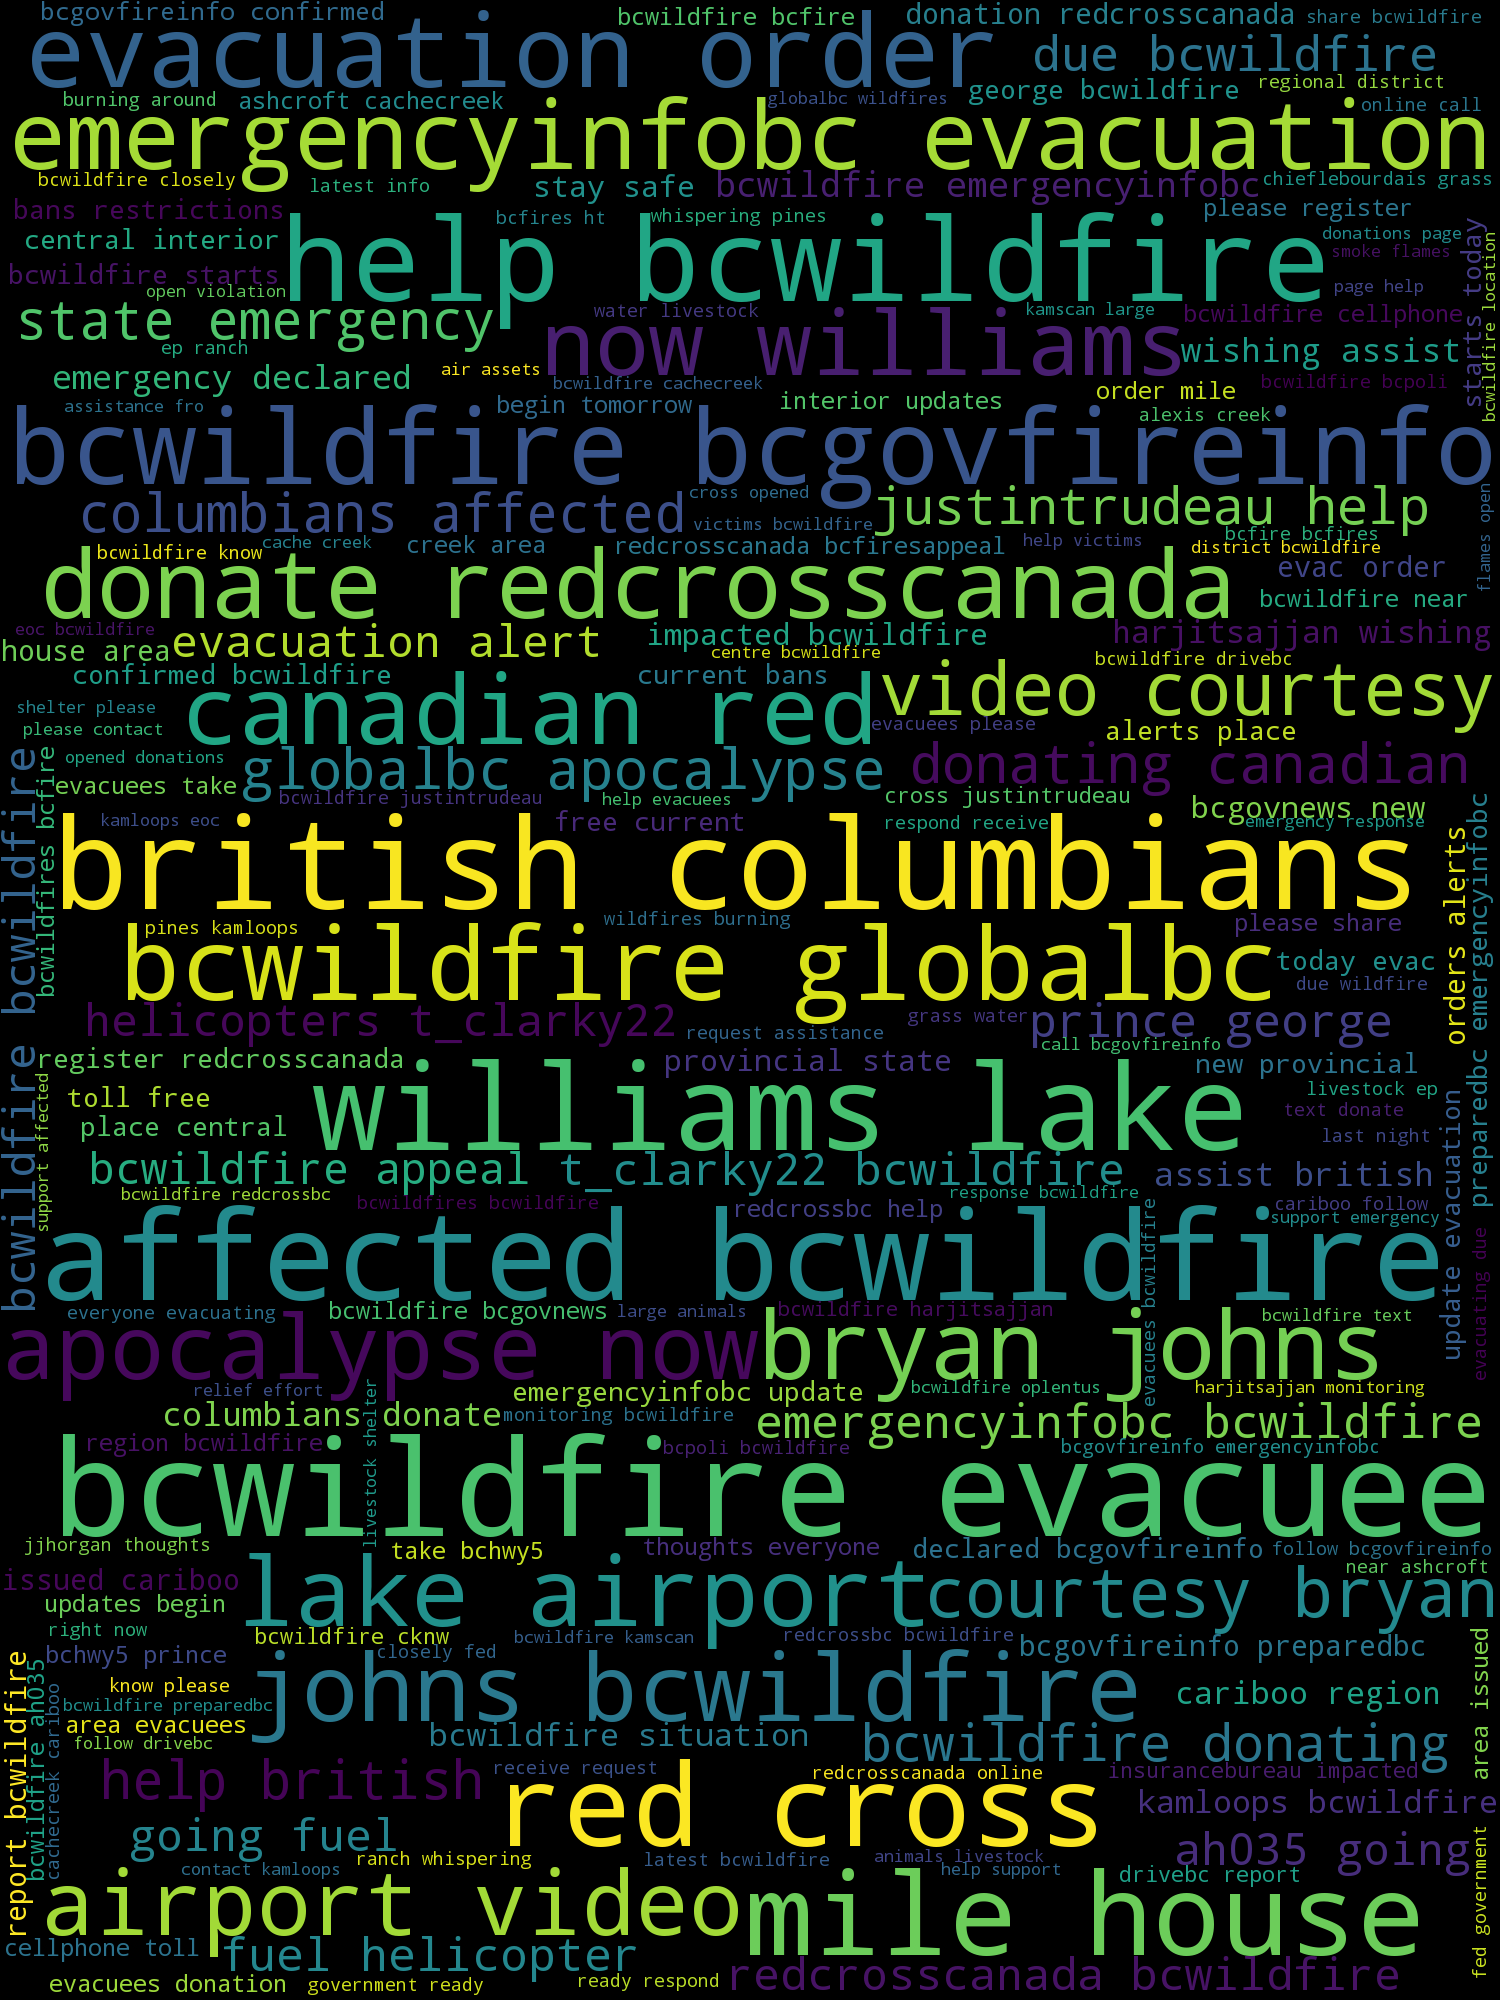 bcgovfireinfo confirmed
bcwildfire bcfire
donation redcrosscanada
share bcwildfire
evacuation order
due bcwildfire
burning around
ashcroft cachecreek
globalbc wildfires
george bcwildfire
regional district
online call
emergencyinfobc evacuation
bcwildfire closely
latest info
stay safe
bcwildfire emergencyinfobc
chieflebourdais grass
bans restrictions
bcfires ht
whispering pines
please register
central interior
help bcwildfire
donations page
smoke flames
starts today
bcwildfire location
bcwildfire starts
open violation
page help
state emergency
water livestock
kamscan large
bcwildfire cellphone
now williams
ep ranch
wishing assist
emergency declared
air assets
bcwildfire cachecreek
order mile
bcwildfire bcpoli
assistance fro
begin tomorrow
interior updates
alexis creek
bcwildfire bcgovfireinfo
columbians affected
cross opened
justintrudeau help
flames open
victims bcwildfire
bcwildfire know
cache creek
creek area
redcrosscanada bcfiresappeal
help victims
bcfire bcfires
district bcwildfire
donate redcrosscanada
evac order
bcwildfire near
eoc bcwildfire
house area
evacuation alert
impacted bcwildfire
harjitsajjan wishing
centre bcwildfire
bcwildfire drivebc
confirmed bcwildfire
current bans
canadian red
video courtesy
shelter please
please contact
evacuees please
alerts place
opened donations
globalbc apocalypse
donating canadian
bcwildfire bcwildfire
bcwildfires bcfire
evacuees take
bcwildfire justintrudeau
help evacuees
cross justintrudeau
bcgovnews new
kamloops eoc
free current
respond receive
emergency response
british columbians
orders alerts
preparedbc emergencyinfobc
pines kamloops
wildfires burning
please share
bcwildfire globalbc
today evac
due wildfire
helicopters t_clarky22
grass water
prince george
request assistance
call bcgovfireinfo
register redcrosscanada
provincial state
new provincial
williams lake
toll free
livestock ep
text donate
place central
last night
support affected
bcwildfire appeal
t_clarky22 bcwildfire
assist british
update evacuation
bcwildfire redcrossbc
bcwildfires bcwildfire
response bcwildfire
redcrossbc help
cariboo follow
support emergency
affected bcwildfire
evacuees bcwildfire
evacuating due
everyone evacuating
bcwildfire bcgovnews
large animals
bcwildfire harjitsajjan
bcwildfire text
apocalypse now
bryan johns
relief effort
emergencyinfobc update
bcwildfire oplentus
harjitsajjan monitoring
columbians donate
monitoring bcwildfire
emergencyinfobc bcwildfire
livestock shelter
region bcwildfire
bcpoli bcwildfire
bcgovfireinfo emergencyinfobc
bcwildfire evacuee
jjhorgan thoughts
take bchwy5
thoughts everyone
declared bcgovfireinfo
follow bcgovfireinfo
near ashcroft
issued cariboo
lake airport
courtesy bryan
updates begin
right now
bcwildfire cknw
bcwildfire kamscan
redcrossbc bcwildfire
bchwy5 prince
closely fed
bcgovfireinfo preparedbc
area issued
report bcwildfire
bcwildfire ah035
cachecreek cariboo
know please
johns bcwildfire
cariboo region
bcwildfire preparedbc
area evacuees
follow drivebc
bcwildfire situation
bcwildfire donating
help british
receive request
red cross
redcrosscanada online
insurancebureau impacted
kamloops bcwildfire
going fuel
ah035 going
fed government
contact kamloops
ranch whispering
latest bcwildfire
animals livestock
help support
drivebc report
airport video
mile house
cellphone toll
fuel helicopter
evacuees donation
government ready
ready respond
redcrosscanada bcwildfire